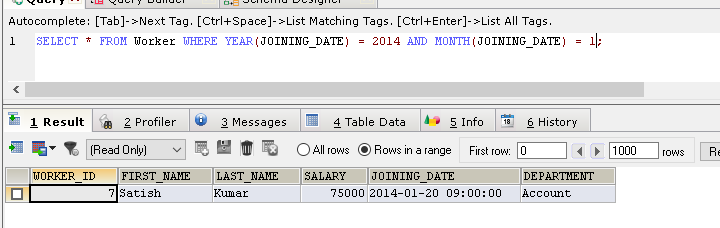 Query
Query Builder
Schema Designer
Autocomplete: [Tab]->Next Tag. [Ctrl+Space]->List Matching Tags. [Ctrl+Enter]->List All Tags.
1 SELECT * FROM Worker WHERE YEAR(JOINING_DATE) = 2014 AND MONTH(JOINING_DATE) = 1;
1 Result 2 Profiler 3 Messages 4 Table Data 5 Info 18 6 History
(Read Only) All rows Rows in a range First row: 0 1000 rows Re
WORKER_ID FIRST_NAME LAST_NAME SALARY JOINING_DATE DEPARTMENT
7 Satish Kumar 75000 2014-01-20 09:00:00 Account